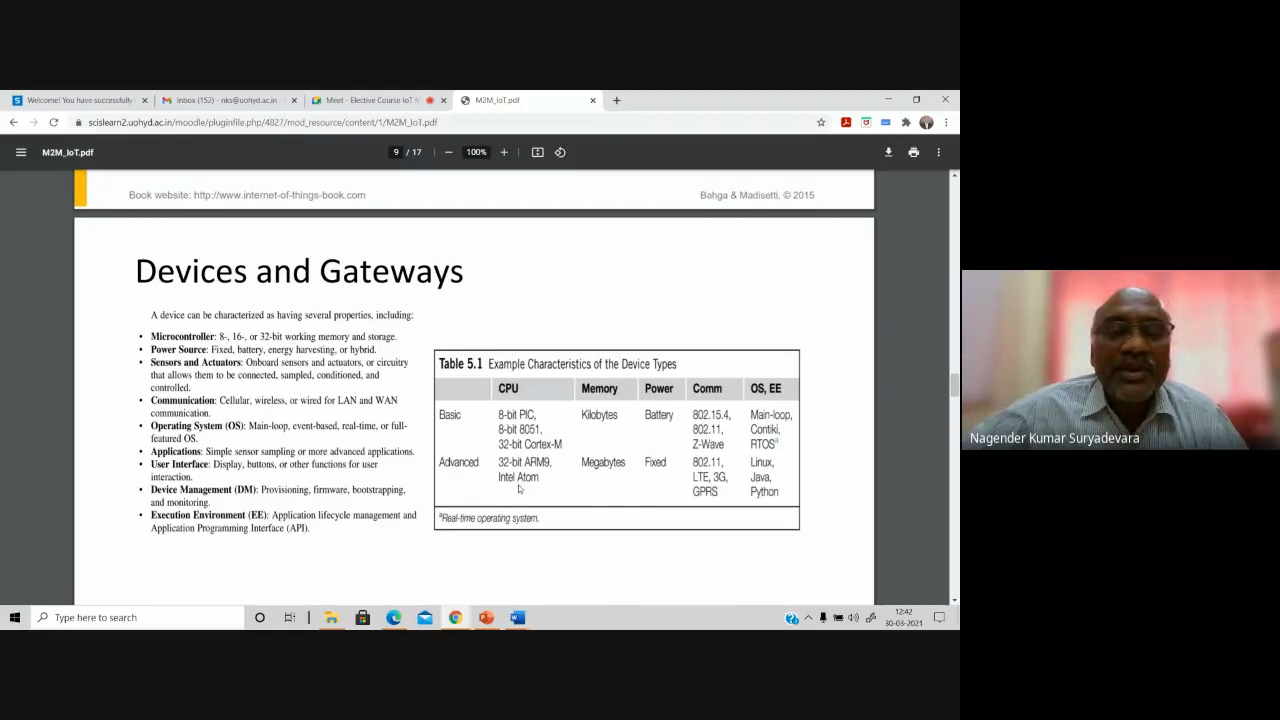 Welcome! You have successfully
Inbox (152) - nks@uohyd.ac.in -
Meet - Elective Course IoT M
M2M_IoT.pdf
scislearn2.uohyd.ac.in/moodle/pluginfile.php/4827/mod_resource/content/1/M2M_IoT.pdf
M2M_IoT.pdf
9 / 17
100%
Book website: http://www.internet-of-things-book.com
Bahga & Madisetti, © 2015
Devices and Gateways
A device can be characterized as having several properties, including:
• Microcontroller: 8-, 16-, or 32-bit working memory and storage.
• Power Source: Fixed, battery, energy harvesting, or hybrid.
• Sensors and Actuators: Onboard sensors and actuators, or circuitry
that allows them to be connected, sampled, conditioned, and
controlled.
• Communication: Cellular, wireless, or wired for LAN and WAN
communication.
• Operating System (OS): Main-loop, event-based, real-time, or full-
featured OS.
• Applications: Simple sensor sampling or more advanced applications.
• User Interface: Display, buttons, or other functions for user
interaction.
• Device Management (DM): Provisioning, firmware, bootstrapping,
and monitoring.
• Execution Environment (EE): Application lifecycle management and
Application Programming Interface (API).
Table 5.1 Example Characteristics of the Device Types
CPU Memory Power Comm OS, EE
Basic 8-bit PIC, Kilobytes Battery 802.15.4, Main-loop,
8-bit 8051, 802.11, Contiki,
32-bit Cortex-M Z-Wave RTOSa
Advanced 32-bit ARM9, Megabytes Fixed 802.11, Linux,
Intel Atom LTE, 3G, Java,
GPRS Python
aReal-time operating system.
Nagender Kumar Suryadevara
Type here to search
12:42
30-03-2021